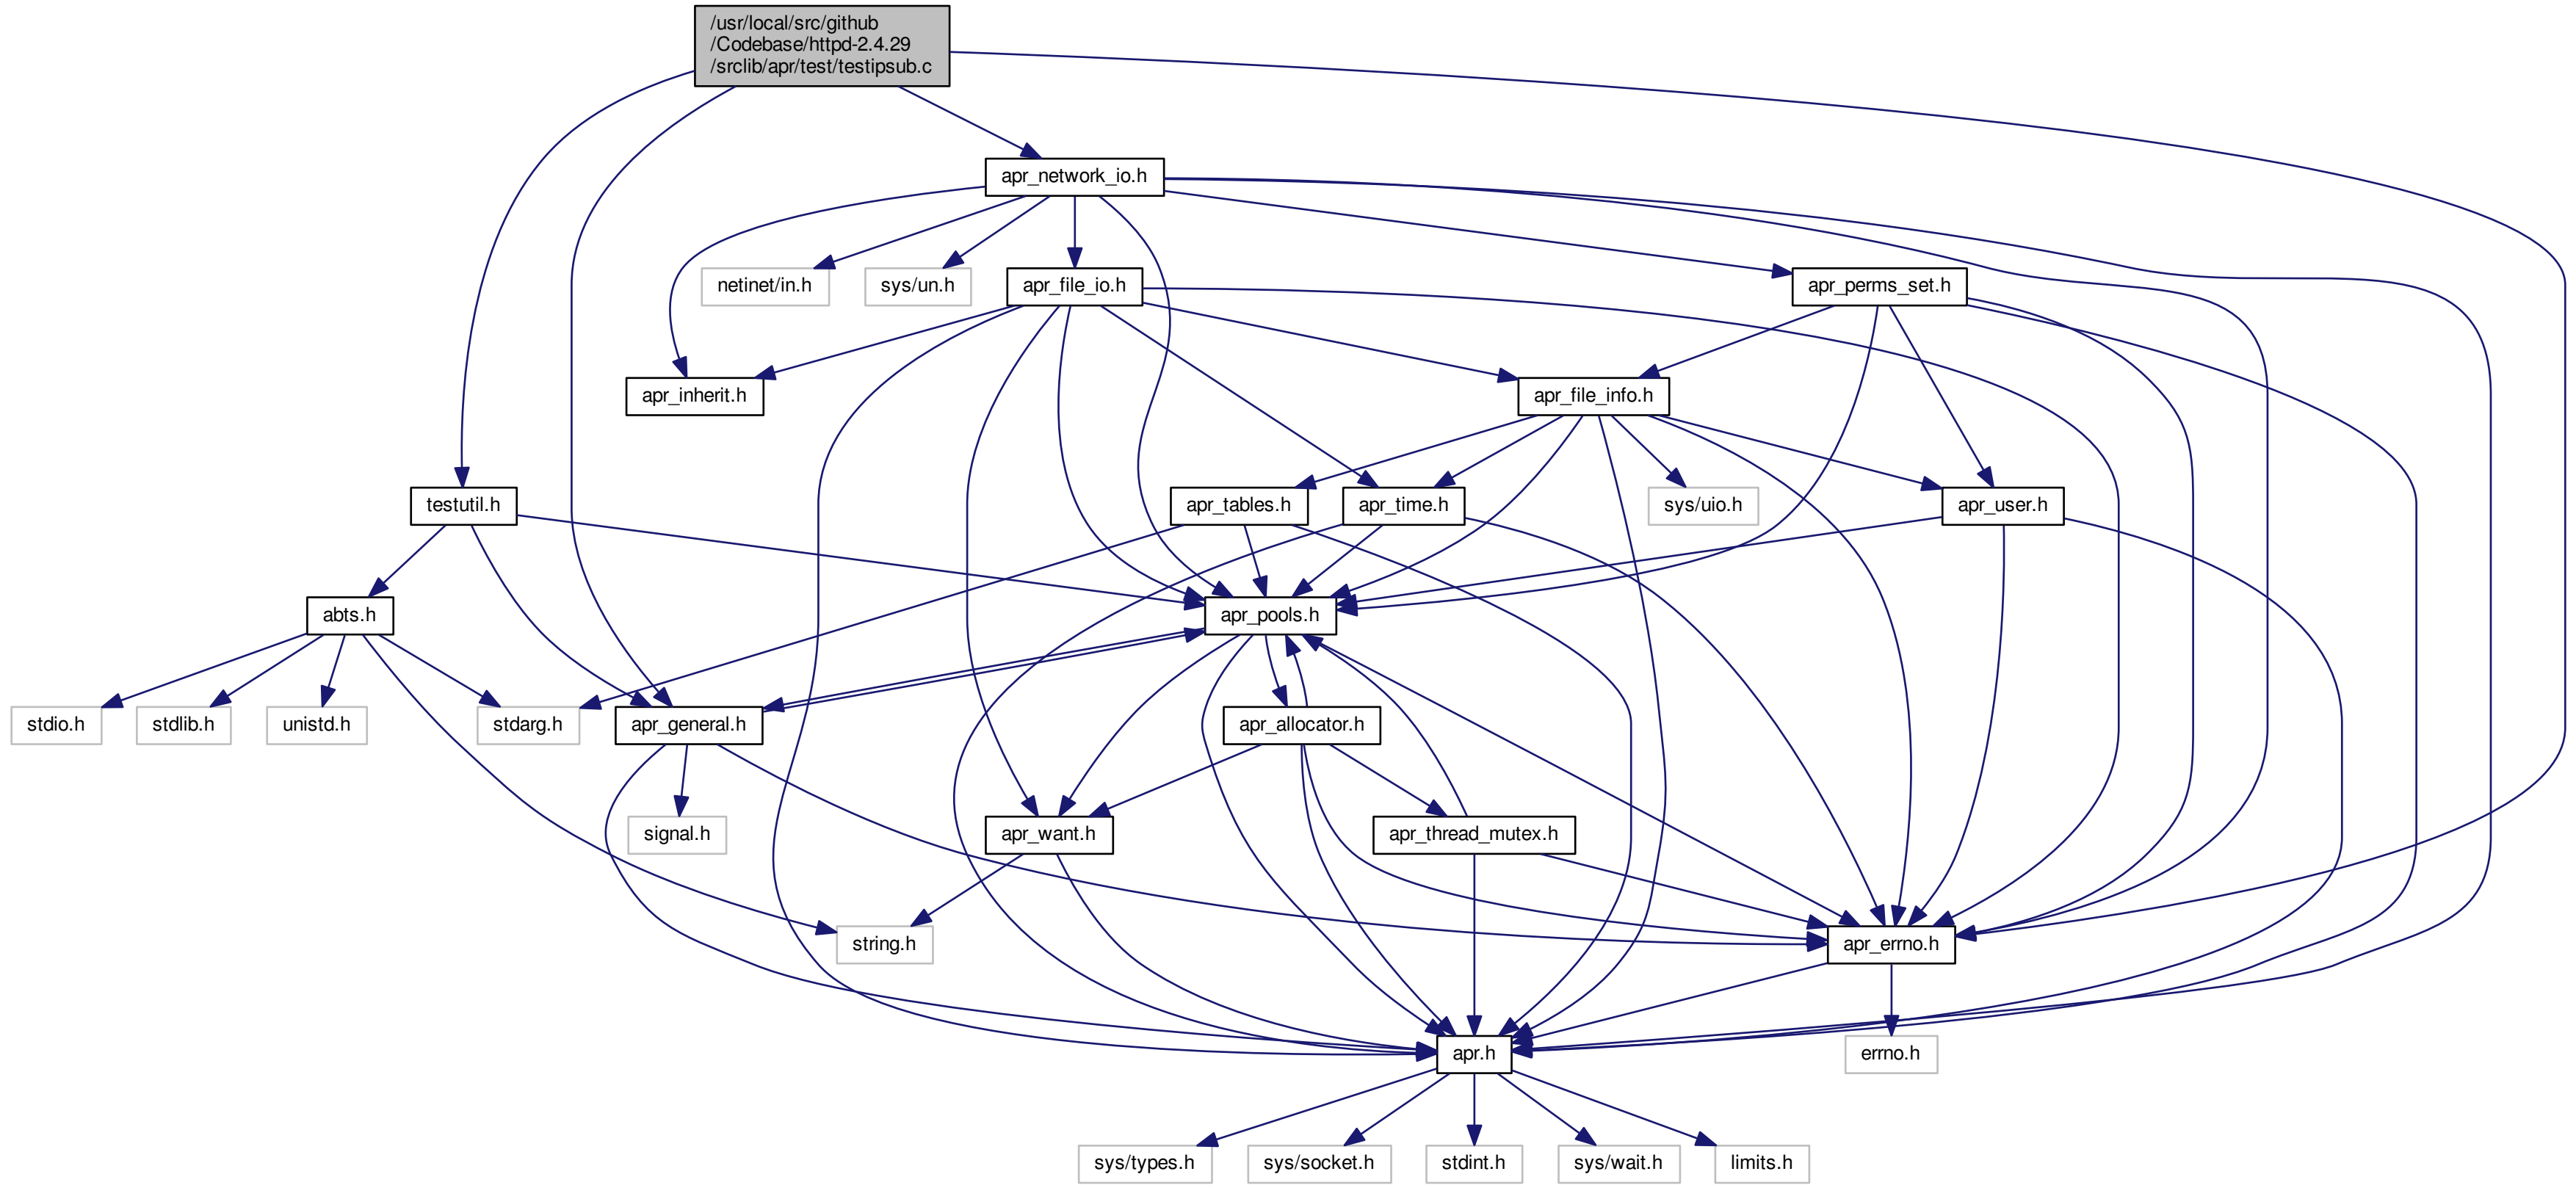 /usr/local/src/github
/Codebase/httpd-2.4.29
/srclib/apr/test/testipsub.c
apr_network_io.h
netinet/in.h
sys/un.h
apr_file_io.h
apr_perms_set.h
apr_inherit.h
apr_file_info.h
testutil.h
apr_tables.h
apr_time.h
sys/uio.h
apr_user.h
abts.h
apr_pools.h
stdio.h
stdlib.h
unistd.h
stdarg.h
apr_general.h
apr_allocator.h
signal.h
apr_want.h
apr_thread_mutex.h
string.h
apr_errno.h
apr.h
errno.h
sys/types.h
sys/socket.h
stdint.h
sys/wait.h
limits.h